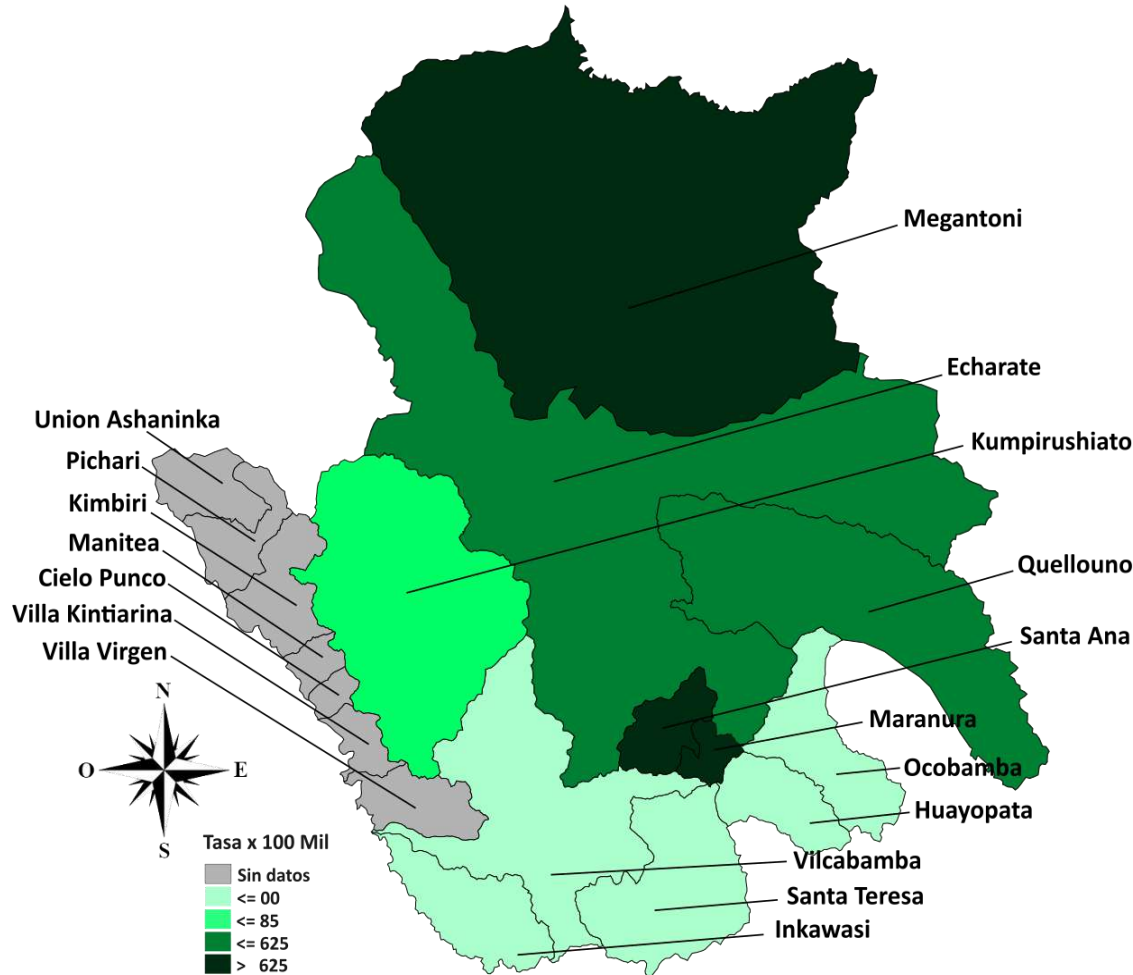 Megantoni
Echarate
Kumpirushiato
Union Ashaninka
Pichari
Kimbiri
Manitea
Cielo Punco
Villa Kintiarina
Villa Virgen
Quellouno
Santa Ana
Maranura
Ocobamba
Huayopata
Vilcabamba
Santa Teresa
Inkawasi
N
O
E
S
Tasa x 100 Mil
Sin datos
<= 00
<= 85
<= 625
> 625